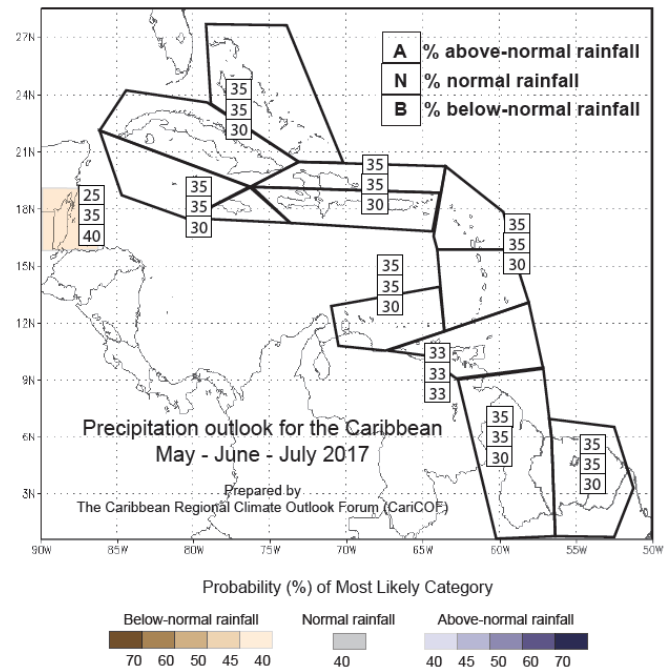 27N
24N
21N
18N
15N
12N
9N
6N
3N
A % above-normal rainfall
N % normal rainfall
B % below-normal rainfall
35
35
30
35
35
30
25
35
40
35
35
30
35
35
30
35
35
30
33
33
33
35
35
30
35
35
30
Precipitation outlook for the Caribbean
May - June - July 2017
Prepared by
The Caribbean Regional Climate Outlook Forum (CariCOF)
90W 85W 80W 75W 70W 65W 60W 55W 50W
Probability (%) of Most Likely Category
Below-normal rainfall Normal rainfall Above-normal rainfall
70 60 50 45 40 40 40 45 50 60 70